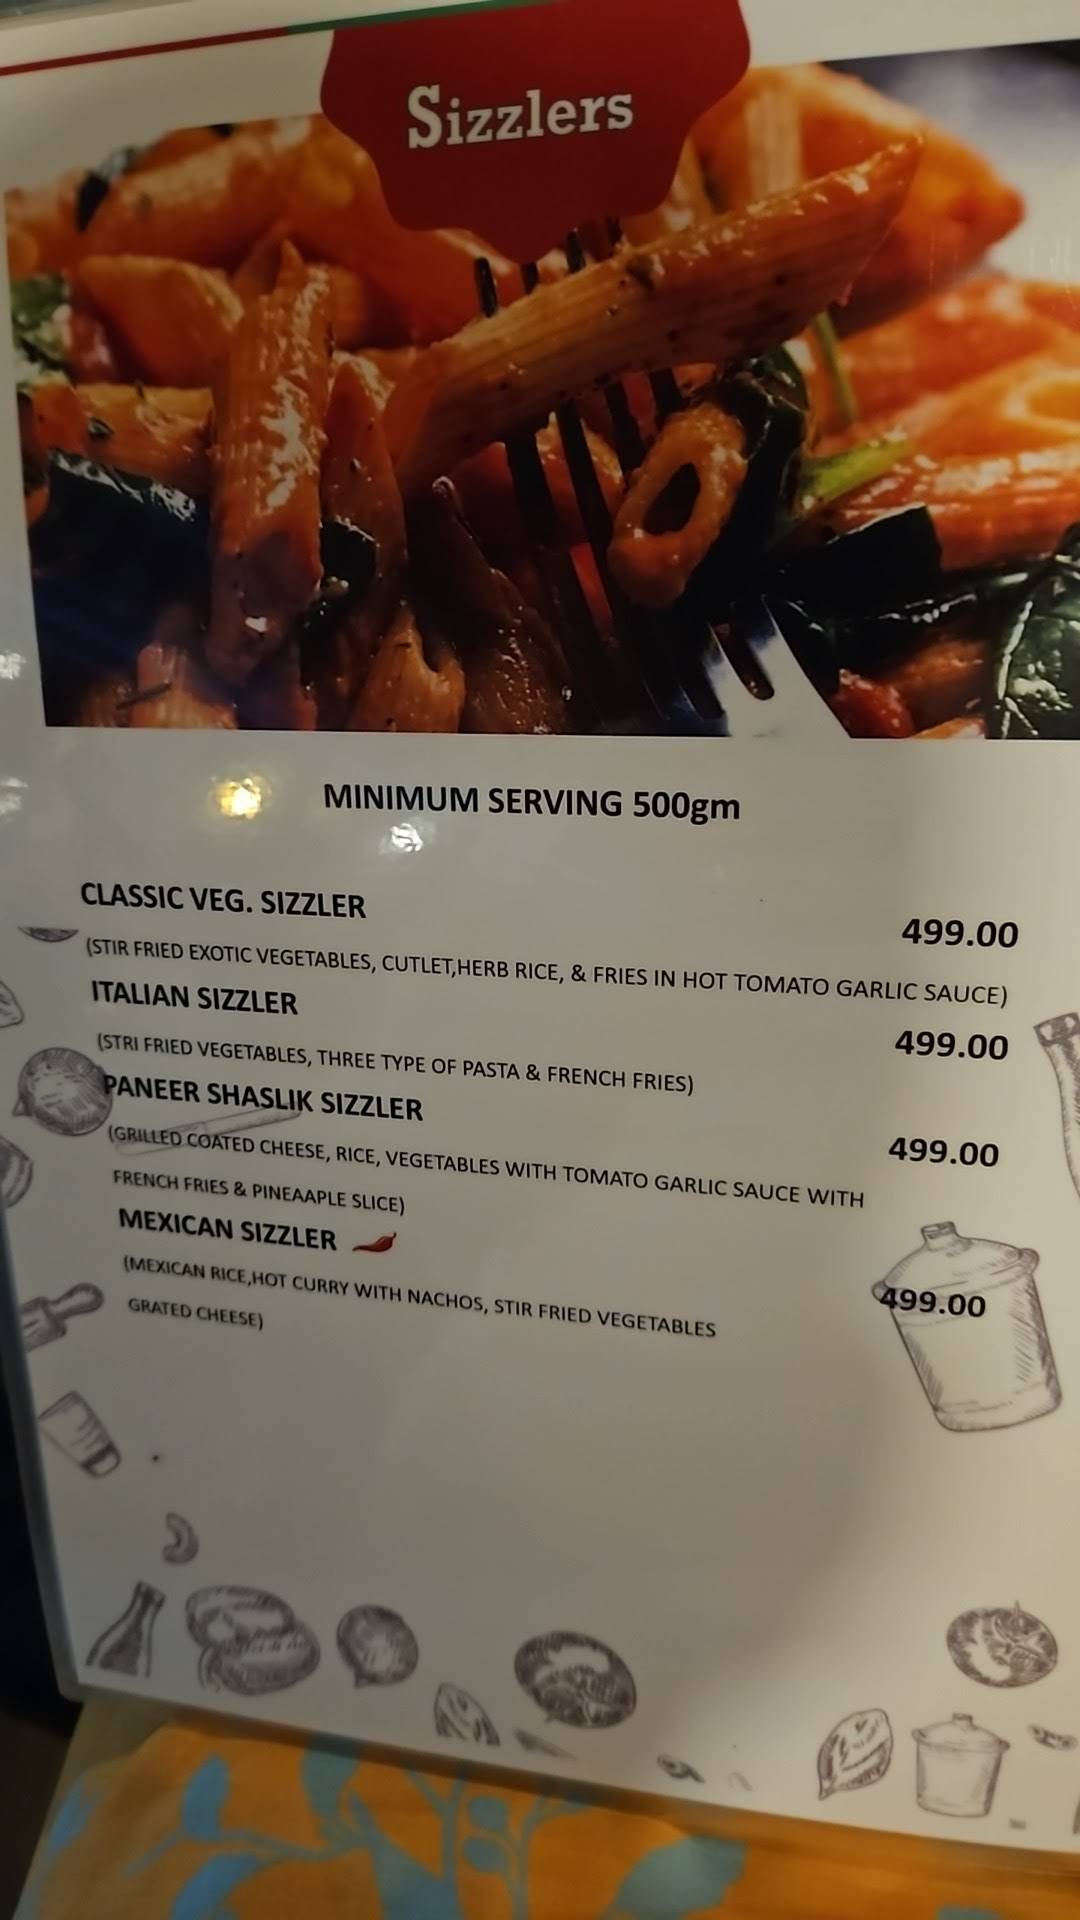 Sizzlers
MINIMUM SERVING 500gm
CLASSIC VEG. SIZZLER 499.00
(STIR FRIED EXOTIC VEGETABLES, CUTLET,HERB RICE, & FRIES IN HOT TOMATO GARLIC SAUCE)
ITALIAN SIZZLER 499.00
(STRI FRIED VEGETABLES, THREE TYPE OF PASTA & FRENCH FRIES)
PANEER SHASLIK SIZZLER 499.00
(GRILLED COATED CHEESE, RICE, VEGETABLES WITH TOMATO GARLIC SAUCE WITH
FRENCH FRIES & PINEAAPLE SLICE)
MEXICAN SIZZLER 499.00
(MEXICAN RICE,HOT CURRY WITH NACHOS, STIR FRIED VEGETABLES
GRATED CHEESE)